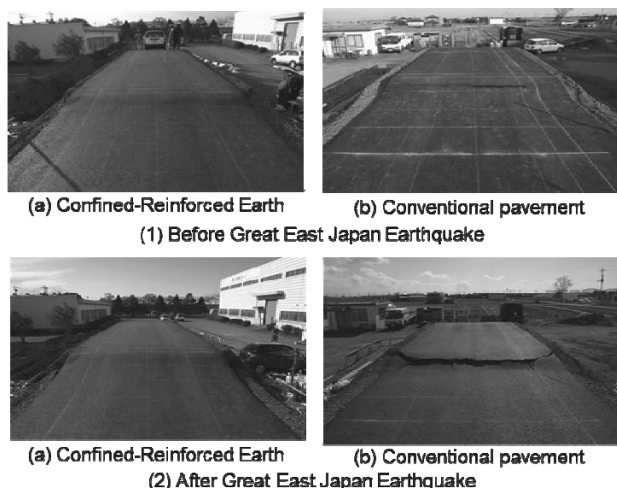 (a) Confined-Reinforced Earth
(b) Conventional pavement
(1) Before Great East Japan Earthquake
(a) Confined-Reinforced Earth
(b) Conventional pavement
(2) After Great East Japan Earthquake